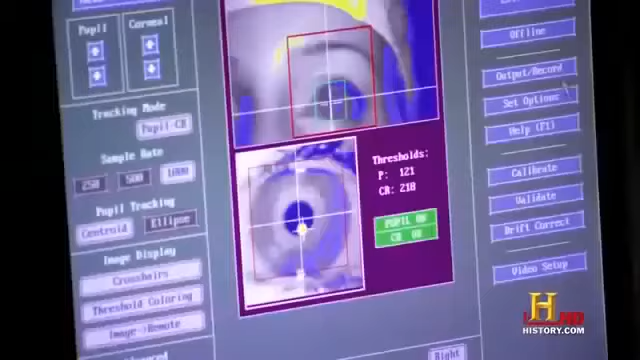 Offline
Pupil
Corneal
Output/Record
Set Options
Help (F1)
Tracking Mode
Pupil-CR
Sample Rate
250
500
1000
Pupil Tracking
Centroid
Ellipse
Image Display
Crosshairs
Threshold Coloring
Image→Remote
Thresholds:
P: 121
CR: 218
PUPIL OK
CR OK
Calibrate
Validate
Drift Correct
Video Setup
Right
H
HD
HISTORY.COM